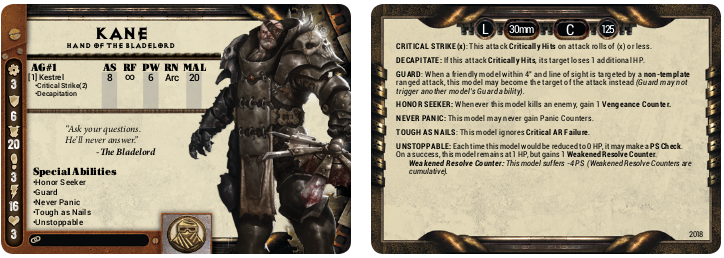 KANE
HAND OF THE BLADELORD
AG#1 AS RF PW RN MAL
[1] Kestrel 8 ∞ 6 Arc 20
•Critical Strike(2)
•Decapitation
3
6
20
3
3
16
3
"Ask your questions.
He'll never answer."
- The Bladelord
Special Abilities
•Honor Seeker
•Guard
•Never Panic
•Tough as Nails
•Unstoppable
L 30mm C 125
CRITICAL STRIKE(x): This attack Critically Hits on attack rolls of (x) or less.
DECAPITATE: If this attack Critically Hits, its target loses 1 additional HP.
GUARD: When a friendly model within 4" and line of sight is targeted by a non-template
ranged attack, this model may become the target of the attack instead (Guard may not
trigger another model's Guard ability).
HONOR SEEKER: Whenever this model kills an enemy, gain 1 Vengeance Counter.
NEVER PANIC: This model may never gain Panic Counters.
TOUGH AS NAILS: This model ignores Critical AR Failure.
UNSTOPPABLE: Each time this model would be reduced to 0 HP, it may make a PS Check.
On a success, this model remains at 1 HP, but gains 1 Weakened Resolve Counter.
Weakened Resolve Counter: This model suffers -4 PS (Weakened Resolve Counters are
cumulative).
2018